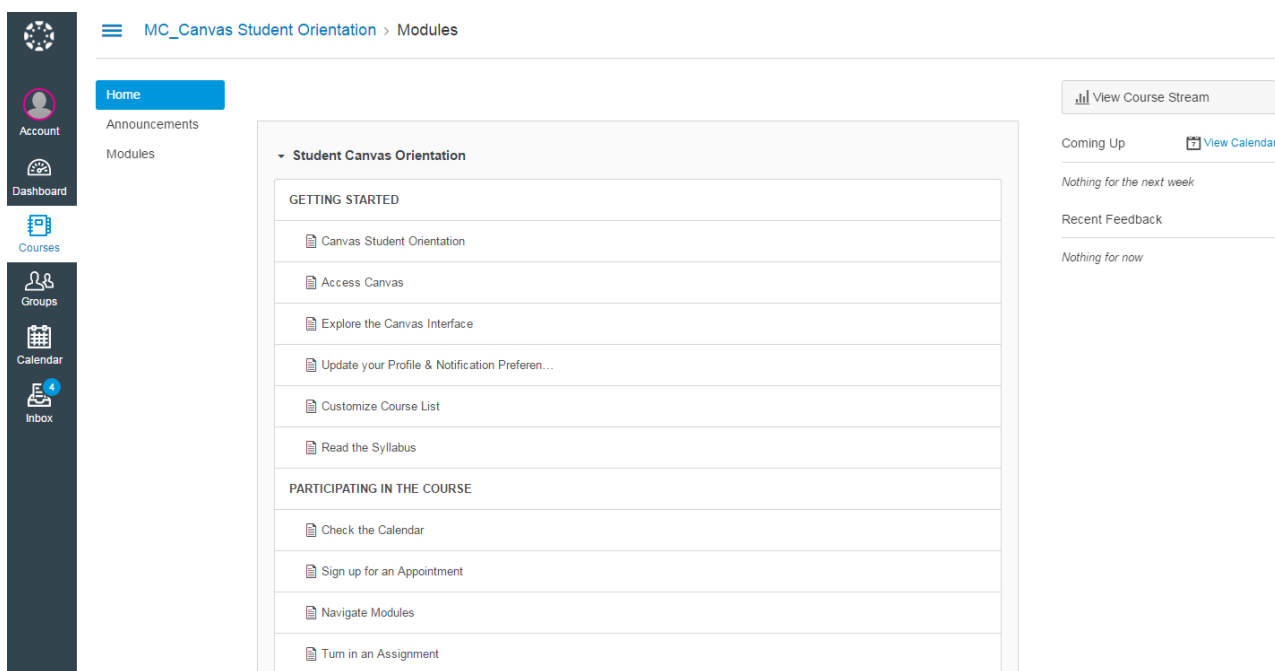 MC_Canvas Student Orientation > Modules
Account
Dashboard
Courses
Groups
Calendar
4
Inbox
Home
Announcements
Modules
Student Canvas Orientation
GETTING STARTED
Canvas Student Orientation
Access Canvas
Explore the Canvas Interface
Update your Profile & Notification Preferen…
Customize Course List
Read the Syllabus
PARTICIPATING IN THE COURSE
Check the Calendar
Sign up for an Appointment
Navigate Modules
Turn in an Assignment
View Course Stream
Coming Up
7 View Calendar
Nothing for the next week
Recent Feedback
Nothing for now